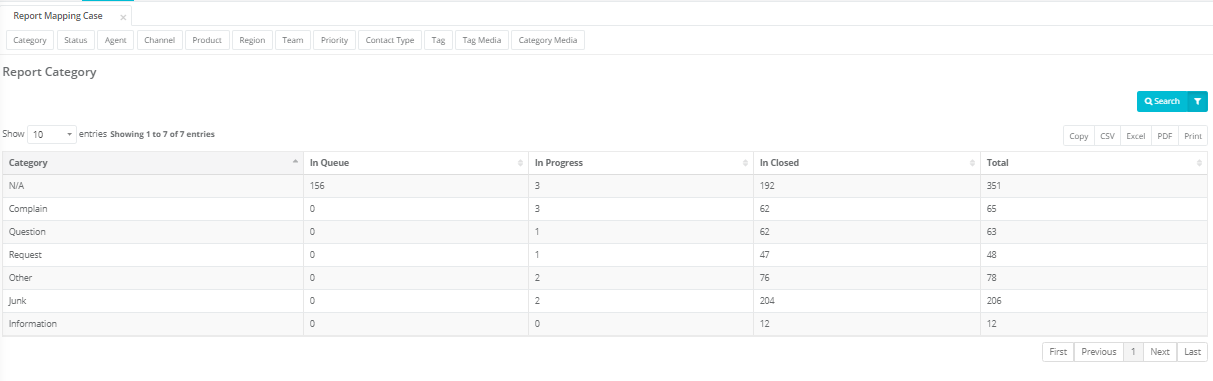 Report Mapping Case ×
Category Status Agent Channel Product Region Team Priority Contact Type Tag Tag Media Category Media
Report Category
Search
Show 10 entries Showing 1 to 7 of 7 entries
Copy CSV Excel PDF Print
Category In Queue In Progress In Closed Total
N/A 156 3 192 351
Complain 0 3 62 65
Question 0 1 62 63
Request 0 1 47 48
Other 0 2 76 78
Junk 0 2 204 206
Information 0 0 12 12
First Previous 1 Next Last